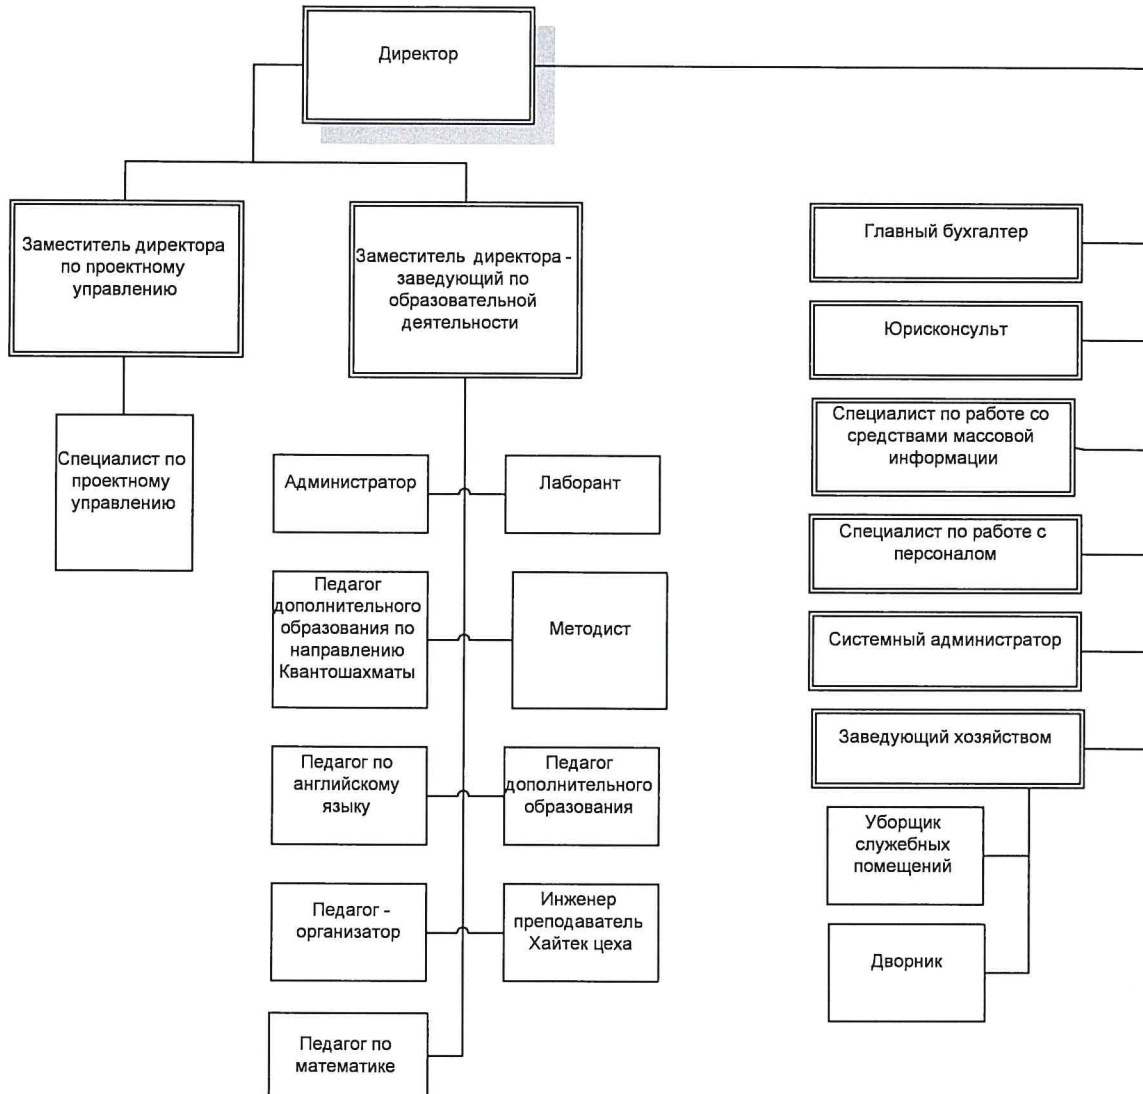 Директор
Заместитель директора
по проектному
управлению
Заместитель директора -
заведующий по
образовательной
деятельности
Главный бухгалтер
Юрисконсульт
Специалист по работе со
средствами массовой
информации
Специалист по
проектному
управлению
Администратор
Лаборант
Специалист по работе с
персоналом
Педагог
дополнительного
образования по
направлению
Квантошахматы
Методист
Системный администратор
Заведующий хозяйством
Педагог по
английскому
языку
Педагог
дополнительного
образования
Уборщик
служебных
помещений
Педагог -
организатор
Инженер
преподаватель
Хайтек цеха
Дворник
Педагог по
математике